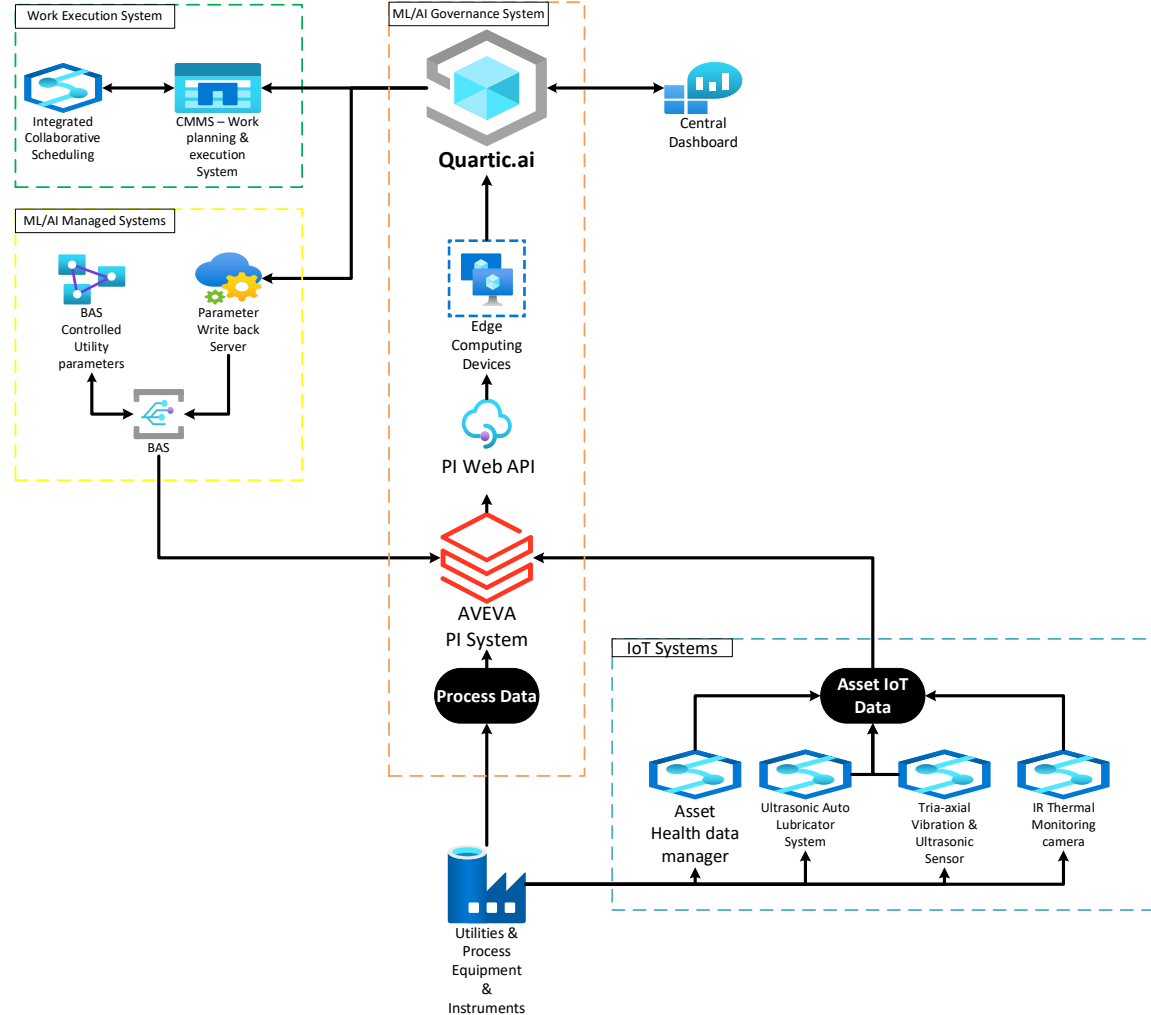 Work Execution System
Integrated
Collaborative
Scheduling
CMMS – Work
planning &
execution
System
ML/AI Governance System
Quartic.ai
Central
Dashboard
ML/AI Managed Systems
BAS
Controlled
Utility
parameters
Parameter
Write back
Server
BAS
Edge
Computing
Devices
PI Web API
AVEVA
PI System
Process Data
IoT Systems
Asset IoT
Data
Asset
Health data
manager
Ultrasonic Auto
Lubricator
System
Tria-axial
Vibration &
Ultrasonic
Sensor
IR Thermal
Monitoring
camera
Utilities &
Process
Equipment
&
Instruments